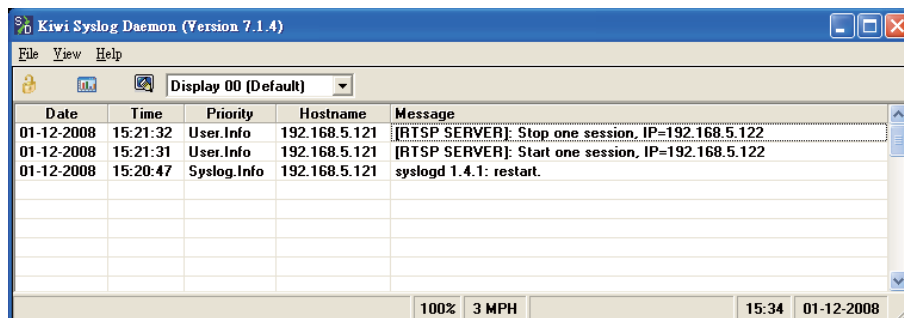 Kiwi Syslog Daemon (Version 7.1.4)
File View Help
Display 00 (Default)
Date Time Priority Hostname Message
01-12-2008 15:21:32 User.Info 192.168.5.121 [RTSP SERVER]: Stop one session, IP=192.168.5.122
01-12-2008 15:21:31 User.Info 192.168.5.121 [RTSP SERVER]: Start one session, IP=192.168.5.122
01-12-2008 15:20:47 Syslog.Info 192.168.5.121 syslogd 1.4.1: restart.
100% 3 MPH 15:34 01-12-2008